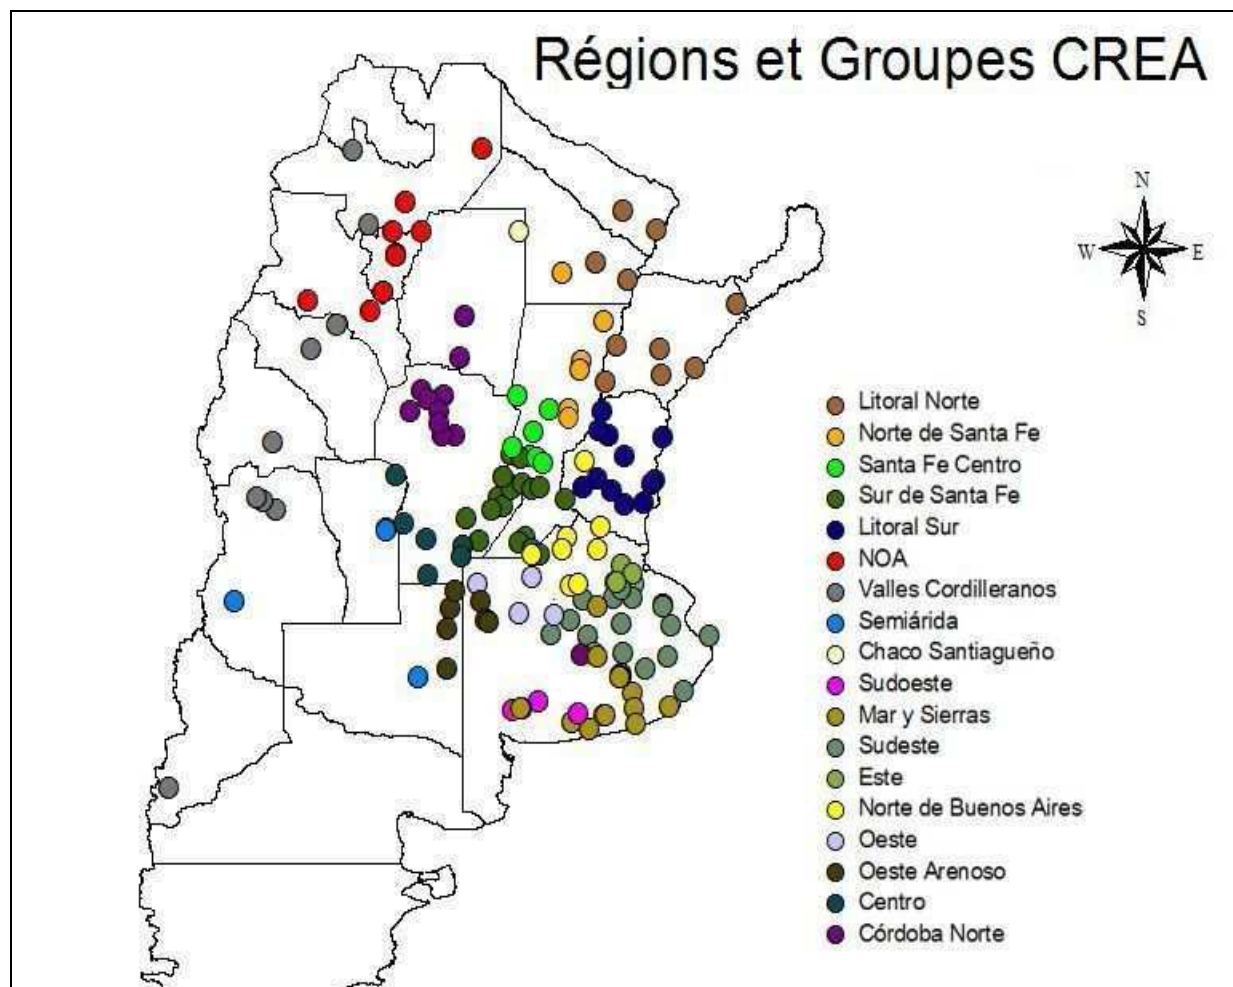 Régions et Groupes CREA
N
W E
S
Litoral Norte
Norte de Santa Fe
Santa Fe Centro
Sur de Santa Fe
Litoral Sur
NOA
Valles Cordilleranos
Semiárida
Chaco Santiagueño
Sudoeste
Mar y Sierras
Sudeste
Este
Norte de Buenos Aires
Oeste
Oeste Arenoso
Centro
Córdoba Norte